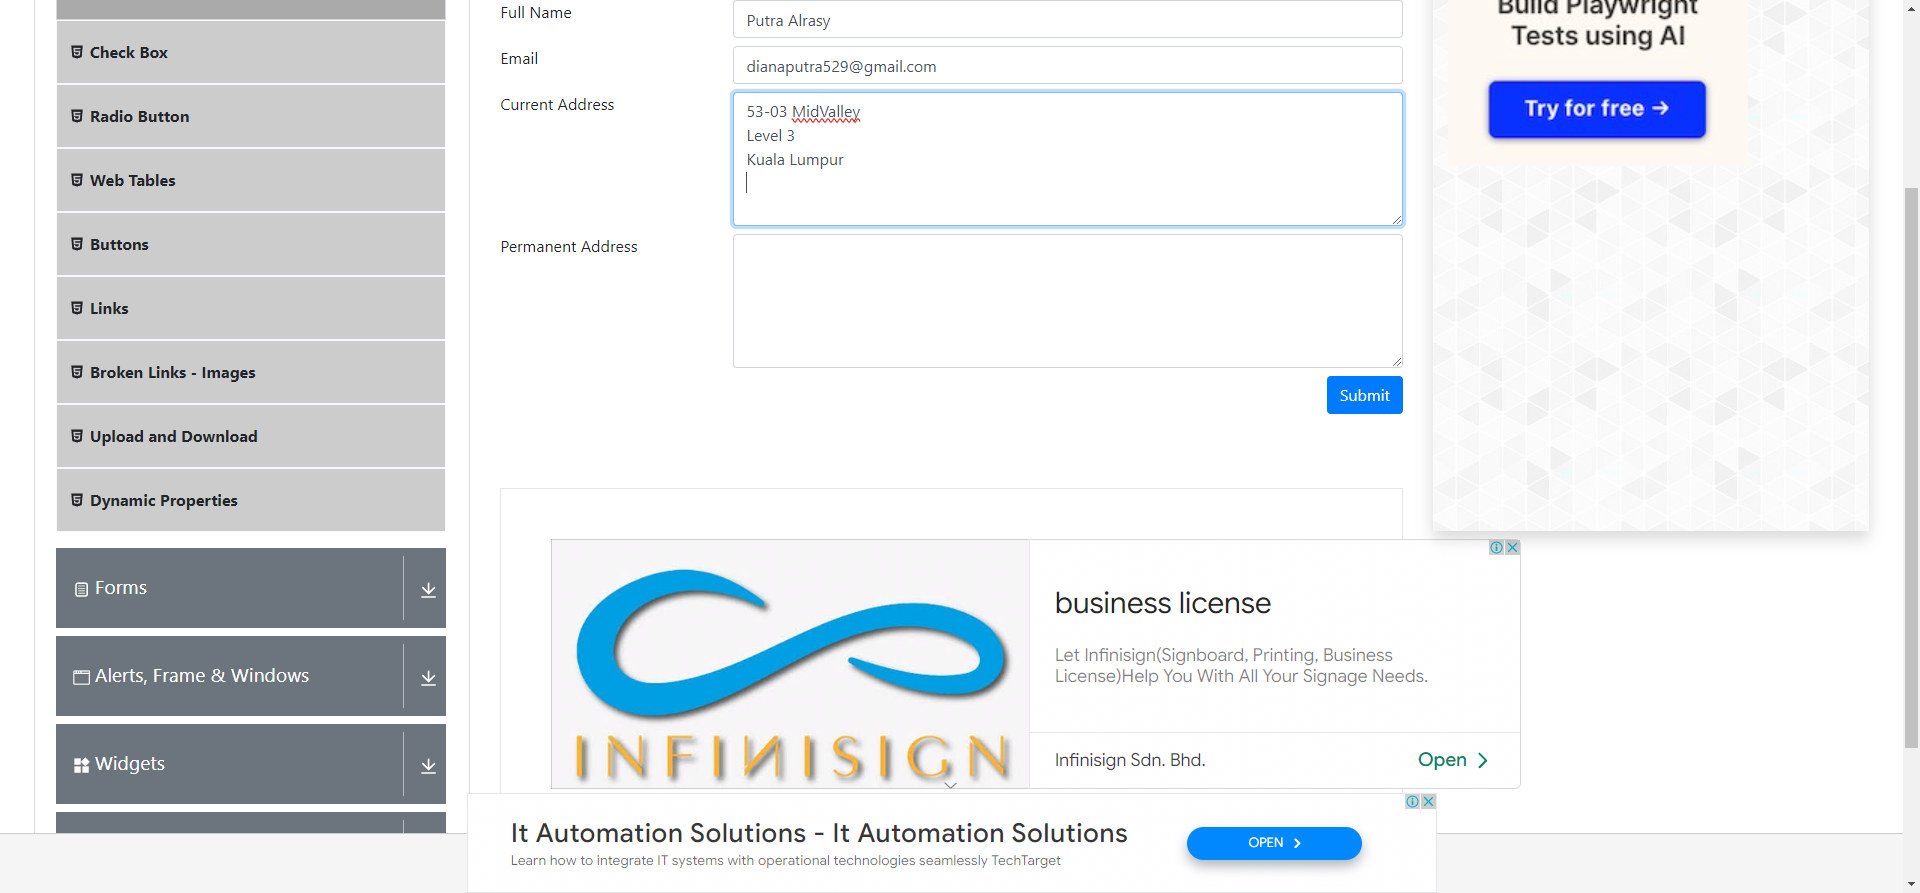 Check Box
Radio Button
Web Tables
Buttons
Links
Broken Links - Images
Upload and Download
Dynamic Properties
Forms
Alerts, Frame & Windows
Widgets
Full Name
Putra Alrasy
Email
dianaputra529@gmail.com
Current Address
53-03 MidValley
Level 3
Kuala Lumpur
Permanent Address
Submit
Build Playwright
Tests using AI
Try for free →
INFINISIGN
business license
Let Infinisign(Signboard, Printing, Business
License)Help You With All Your Signage Needs.
Infinisign Sdn. Bhd.
Open
It Automation Solutions - It Automation Solutions
Learn how to integrate IT systems with operational technologies seamlessly TechTarget
OPEN